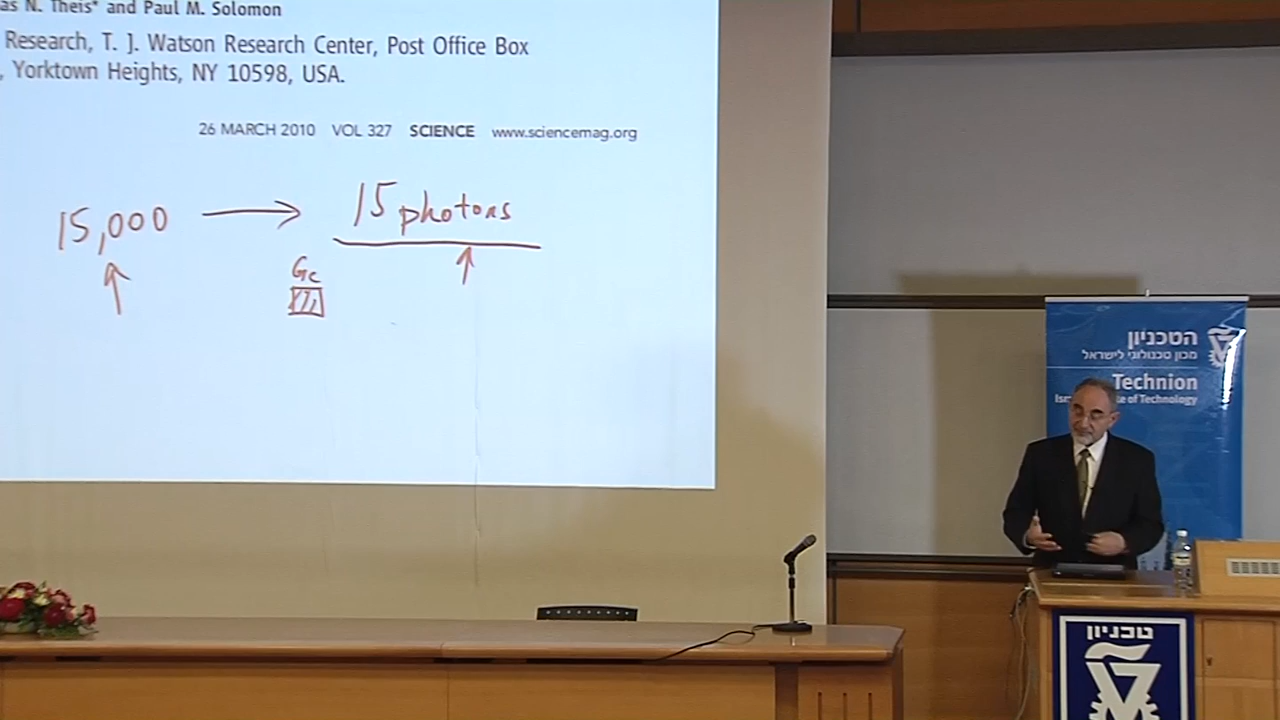 as N. Theis* and Paul M. Solomon
Research, T. J. Watson Research Center, Post Office Box
, Yorktown Heights, NY 10598, USA.
26 MARCH 2010 VOL 327 SCIENCE www.sciencemag.org
15,000 → 15 photons
הטכניון
מכון טכנולוגי לישראל
Technion
of Technology
טכניון